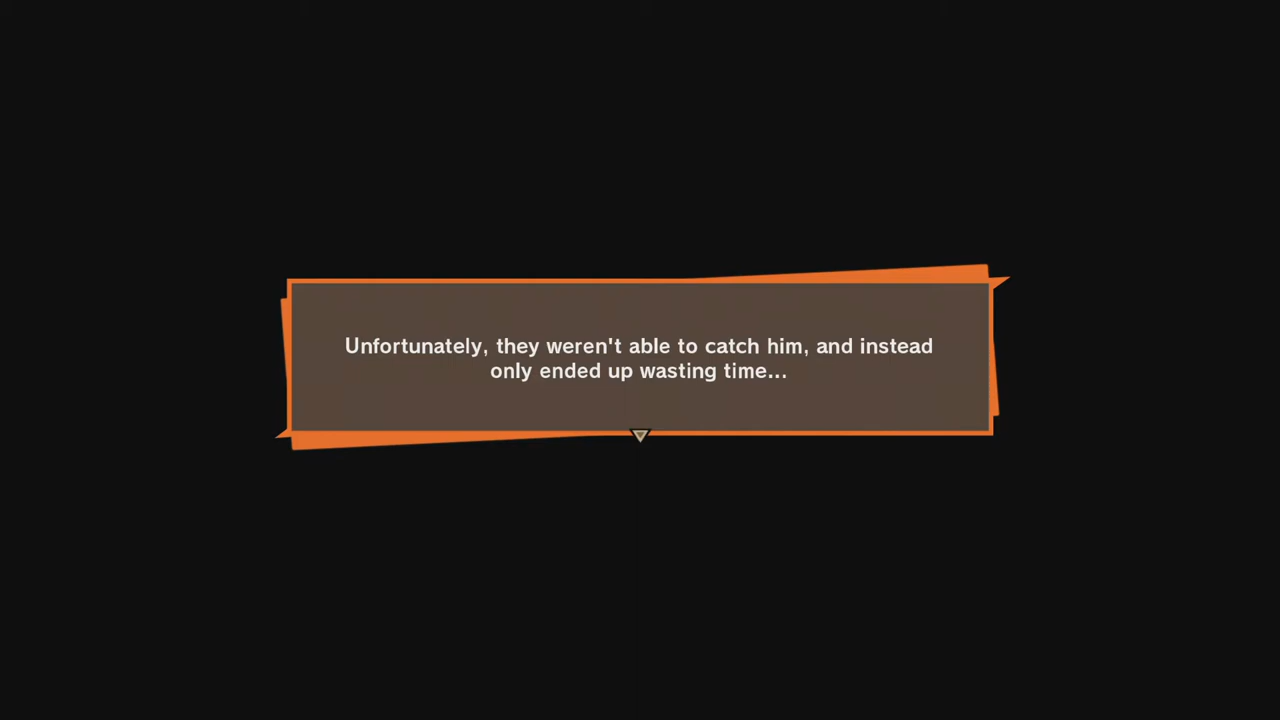 Unfortunately, they weren't able to catch him, and instead
only ended up wasting time...